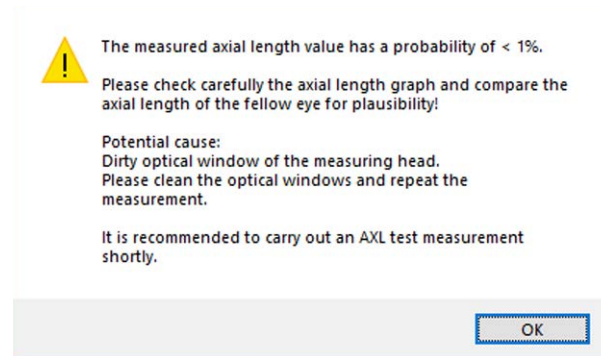 The measured axial length value has a probability of < 1%.
Please check carefully the axial length graph and compare the
axial length of the fellow eye for plausibility!
Potential cause:
Dirty optical window of the measuring head.
Please clean the optical windows and repeat the
measurement.
It is recommended to carry out an AXL test measurement
shortly.
OK